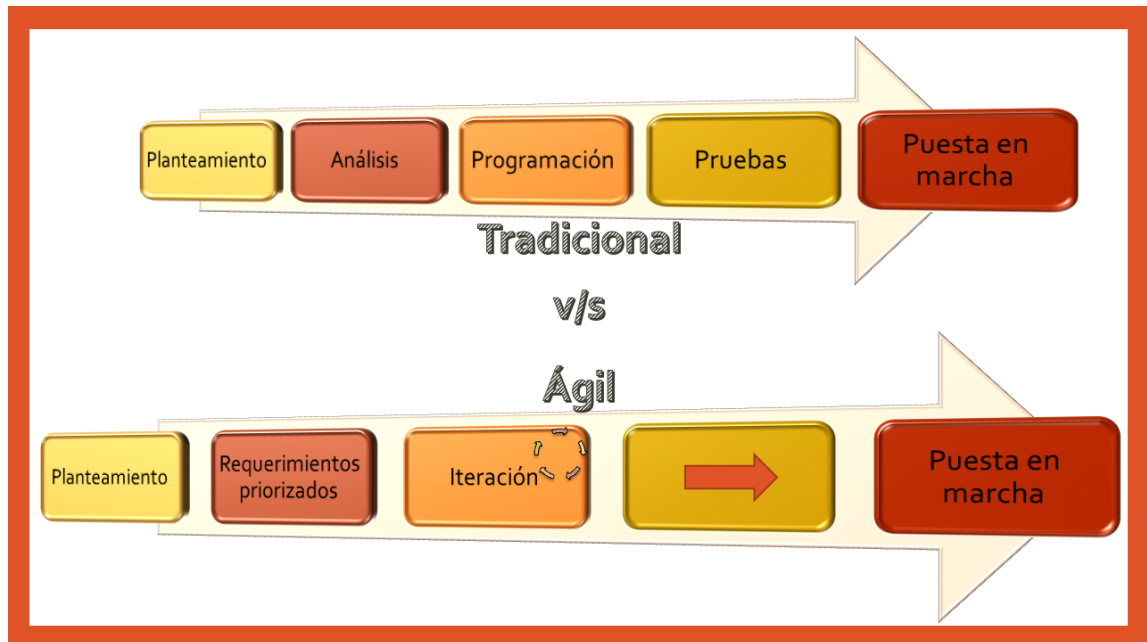 Planteamiento
Análisis
Programación
Pruebas
Puesta en
marcha
Tradicional
v/s
Ágil
Planteamiento
Requerimientos
priorizados
Iteración
Puesta en
marcha